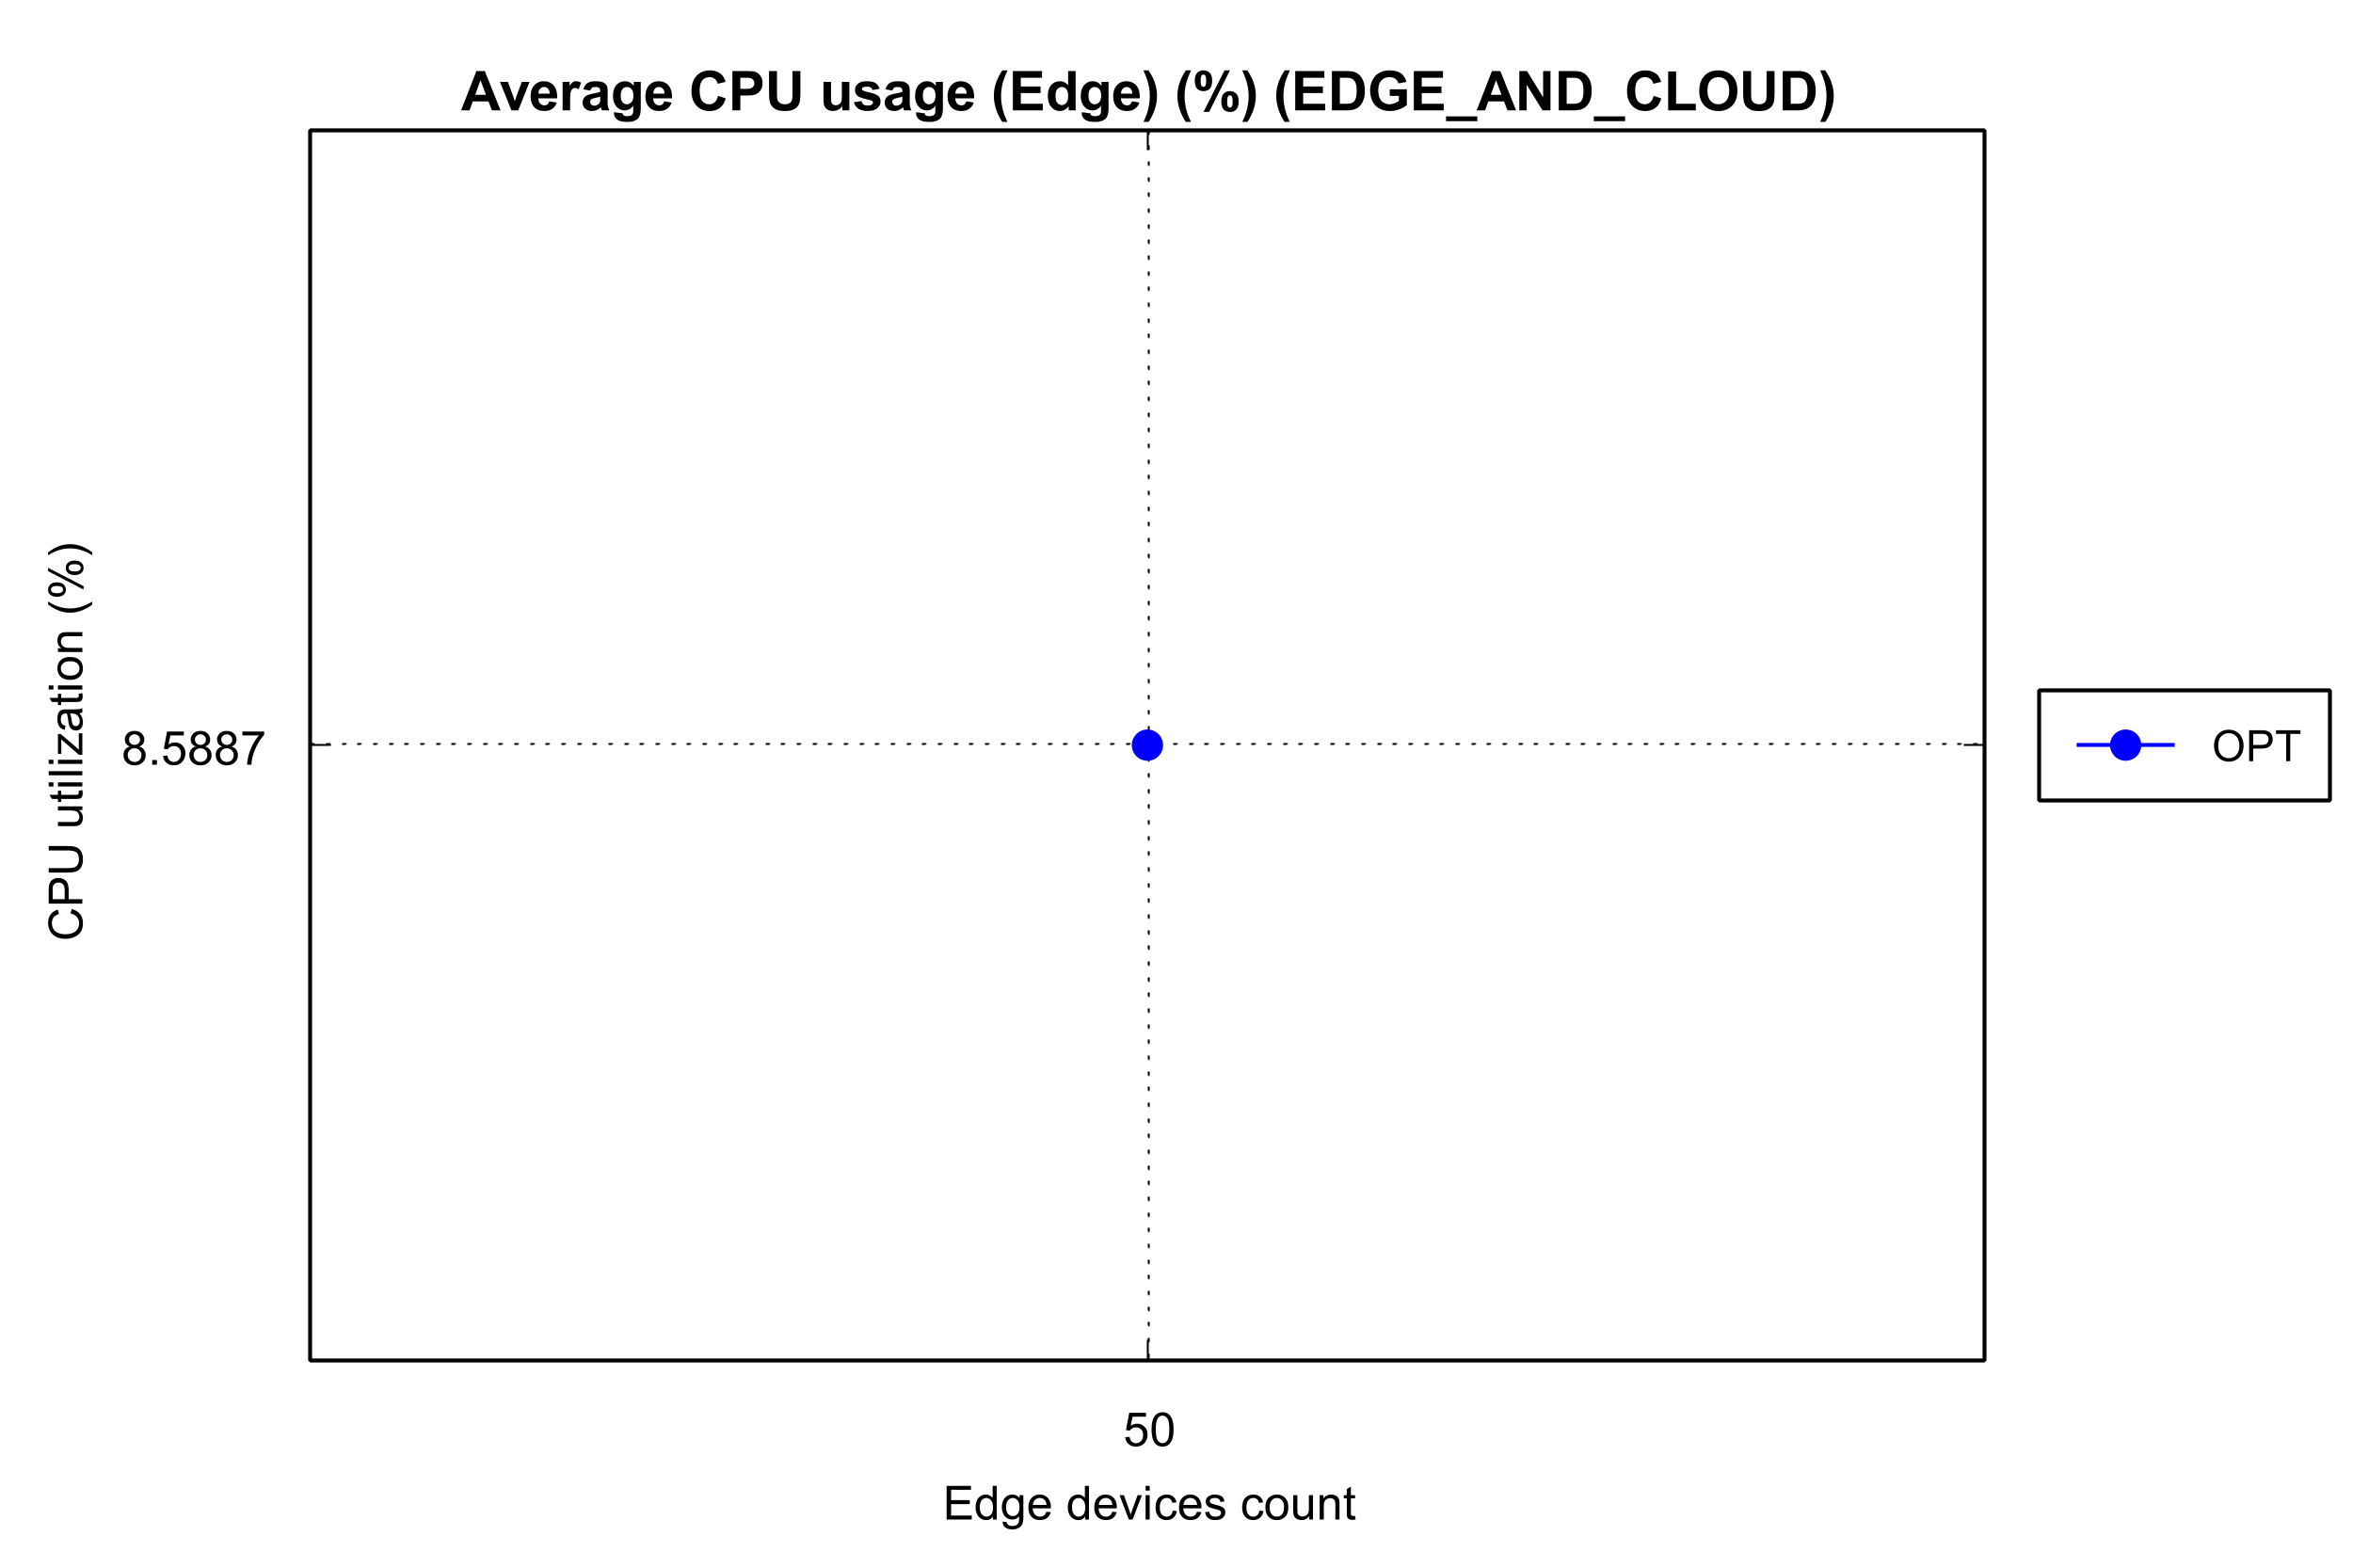 Average CPU usage (Edge) (%) (EDGE_AND_CLOUD)
CPU utilization (%)
8.5887
OPT
50
Edge devices count